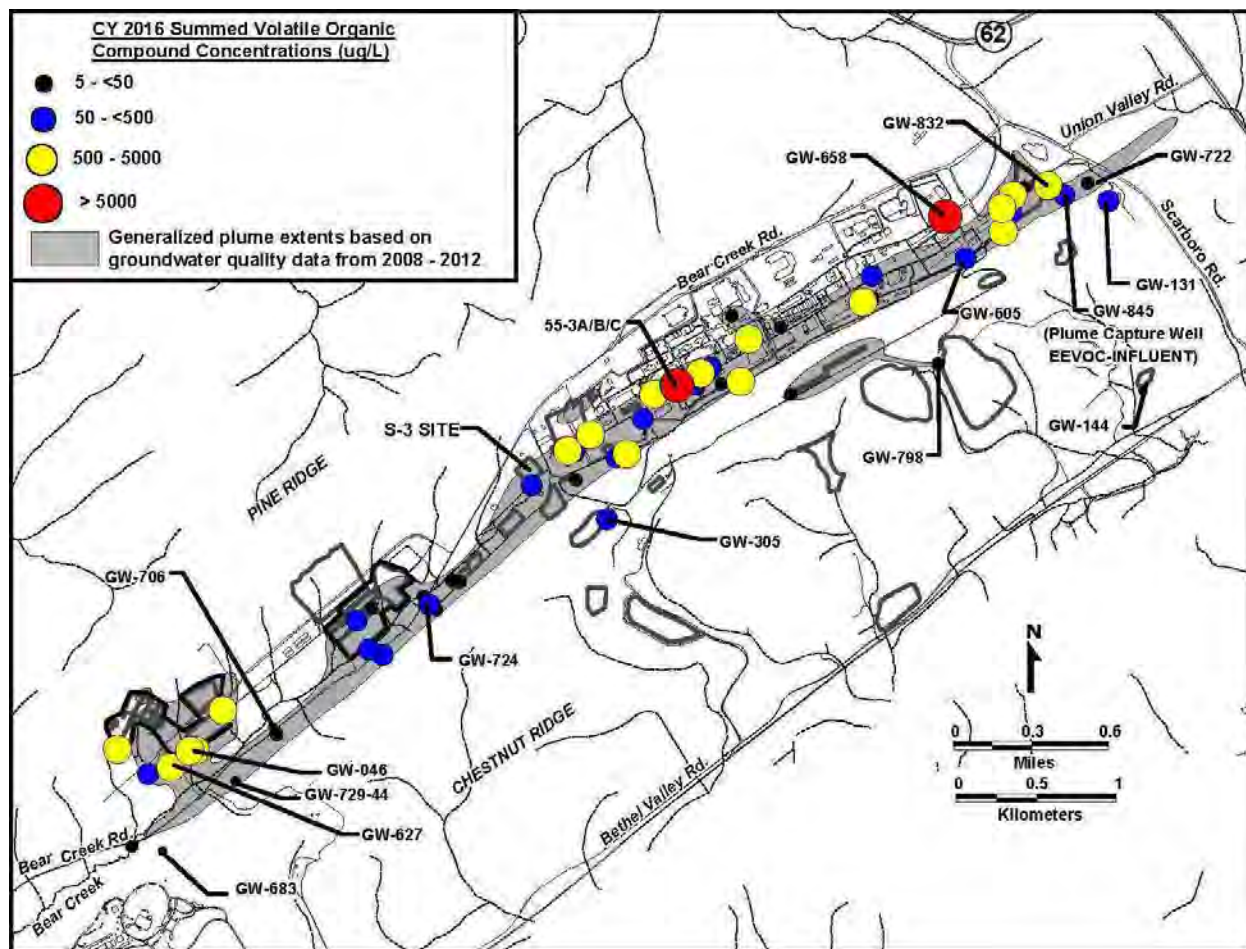 CY 2016 Summed Volatile Organic
Compound Concentrations (ug/L)
5 - <50
50 - <500
500 - 5000
> 5000
Generalized plume extents based on
groundwater quality data from 2008 - 2012
62
Union Valley Rd.
GW-832
GW-722
GW-658
Scarboro Rd.
Bear Creek Rd.
GW-131
GW-605
GW-845
(Plume Capture Well
EEVOC-INFLUENT)
55-3A/B/C
GW-144
S-3 SITE
GW-798
PINE RIDGE
GW-305
GW-706
GW-724
N
CHESTNUT RIDGE
0 0.3 0.6
Miles
0 0.5 1
Kilometers
GW-046
GW-729-44
GW-627
Bethel Valley Rd.
Bear Creek Rd.
GW-683
Bear Creek